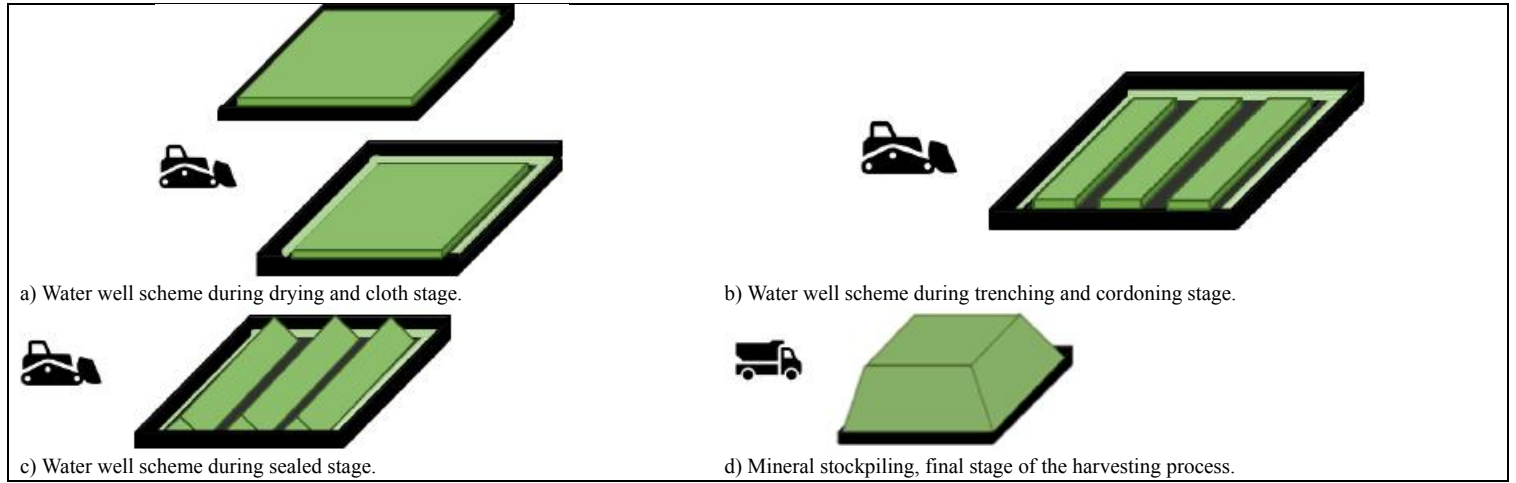 a) Water well scheme during drying and cloth stage.
b) Water well scheme during trenching and cordoning stage.
c) Water well scheme during sealed stage.
d) Mineral stockpiling, final stage of the harvesting process.